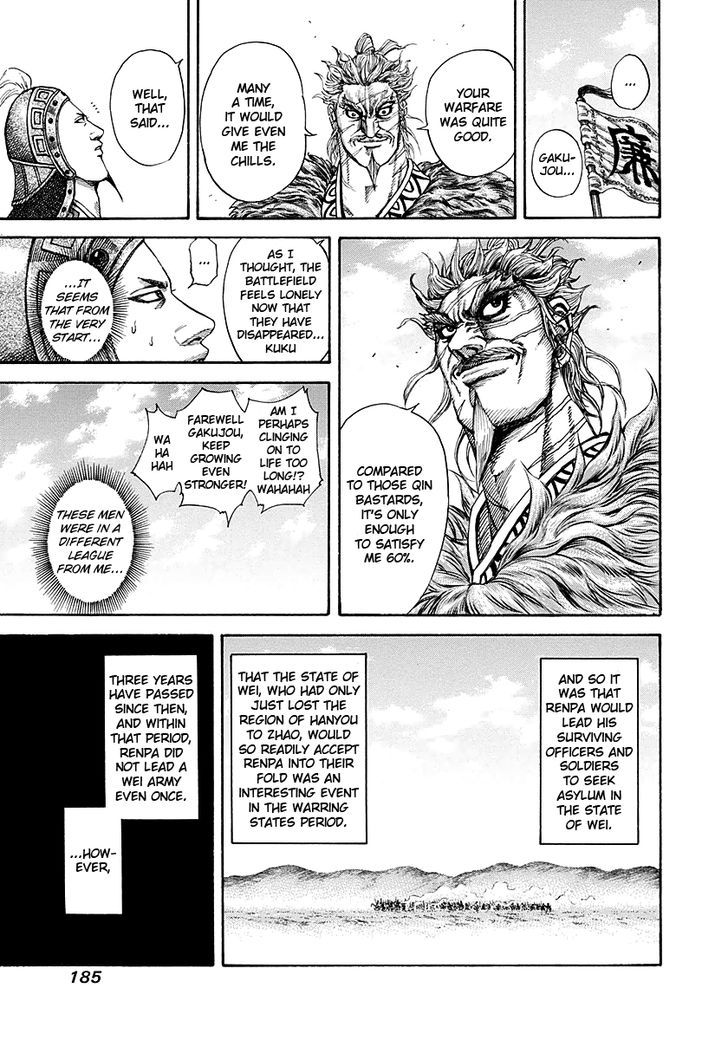 ...
GAKU-
JOU...
廉
YOUR
WARFARE
WAS QUITE
GOOD.
MANY
A TIME,
IT WOULD
GIVE EVEN
ME THE
CHILLS.
WELL,
THAT
SAID...
COMPARED
TO THOSE QIN
BASTARDS,
IT'S ONLY
ENOUGH
TO SATISFY
ME 60%.
AS I
THOUGHT, THE
BATTLEFIELD
FEELS LONELY
NOW THAT
THEY HAVE
DISAPPEARED...
KUKU
...
...IT
SEEMS
THAT FROM
THE VERY
START...
AM I
PERHAPS
CLINGING
ON TO
LIFE TOO
LONG!?
WAHAHAH
FAREWELL
GAKUJOU,
KEEP
GROWING
EVEN
STRONGER!
WA
HA
HAH
THESE MEN
WERE IN A
DIFFERENT
LEAGUE
FROM ME...
AND SO IT
WAS THAT
RENPA WOULD
LEAD HIS
SURVIVING
OFFICERS AND
SOLDIERS
TO SEEK
ASYLUM IN
THE STATE
OF WEI.
THAT THE STATE OF
WEI, WHO HAD ONLY
JUST LOST THE
REGION OF HANYOU
TO ZHAO, WOULD
SO READILY ACCEPT
RENPA INTO THEIR
FOLD WAS AN
INTERESTING EVENT
IN THE WARRING
STATES PERIOD.
THREE YEARS
HAVE PASSED
SINCE THEN,
AND WITHIN
THAT PERIOD,
RENPA DID
NOT LEAD A
WEI ARMY
EVEN ONCE.
...HOW-
EVER,
185